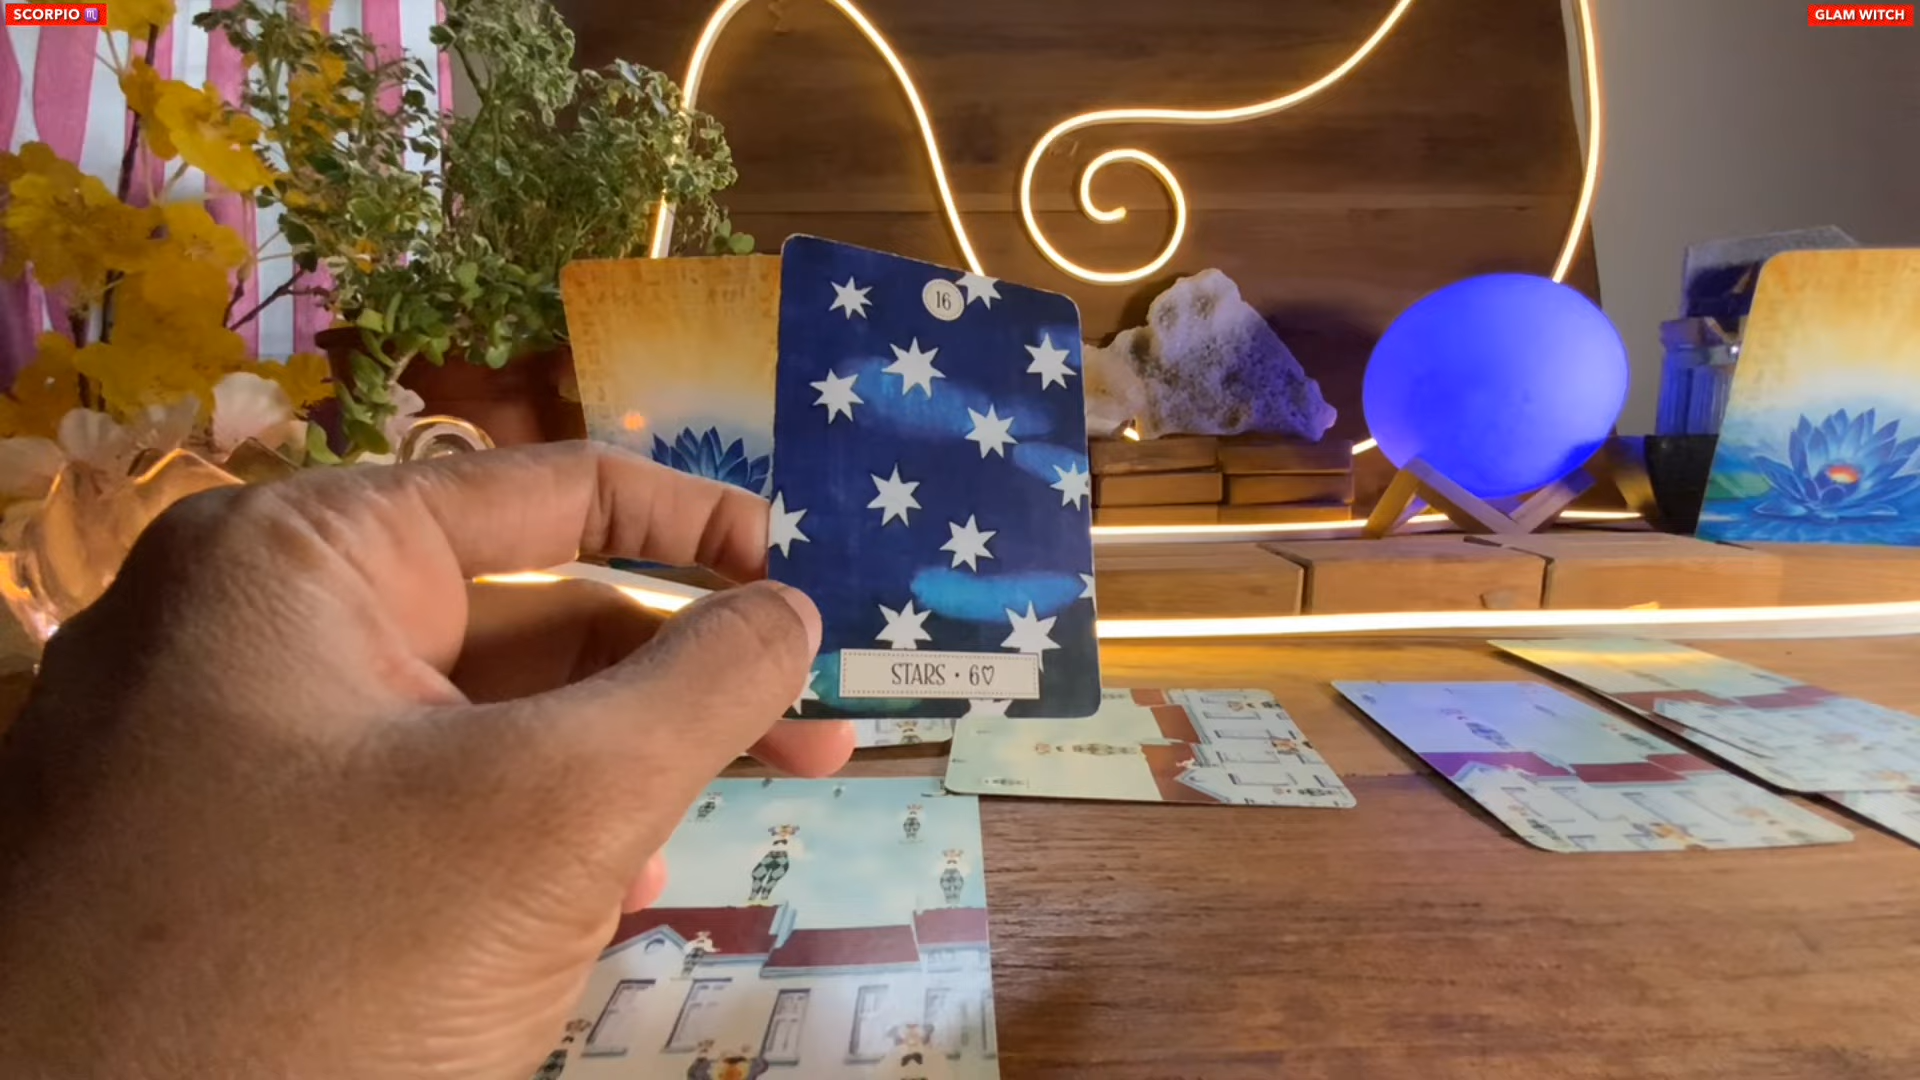 SCORPIO ♏
GLAM WITCH
16
STARS • 6♡